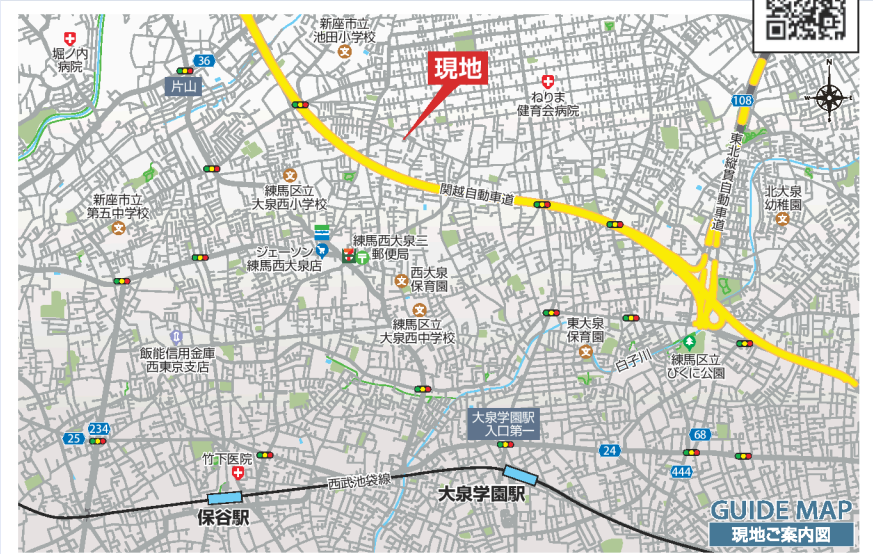 新座市立
池田小学校
堀ノ内
病院
36
片山
現地
ねりま
健育会病院
N
108
東北縦貫自動車道
関越自動車道
練馬区立
大泉西小学校
新座市立
第五中学校
北大泉
幼稚園
ジェーソン
練馬西大泉店
練馬西大泉三
郵便局
西大泉
保育園
練馬区立
大泉西中学校
東大泉
保育園
白子川
練馬区立
びくに公園
飯能信用金庫
西東京支店
大泉学園駅
入口第一
234
25
24
68
444
竹下医院
西武池袋線
保谷駅
大泉学園駅
GUIDE MAP
現地ご案内図